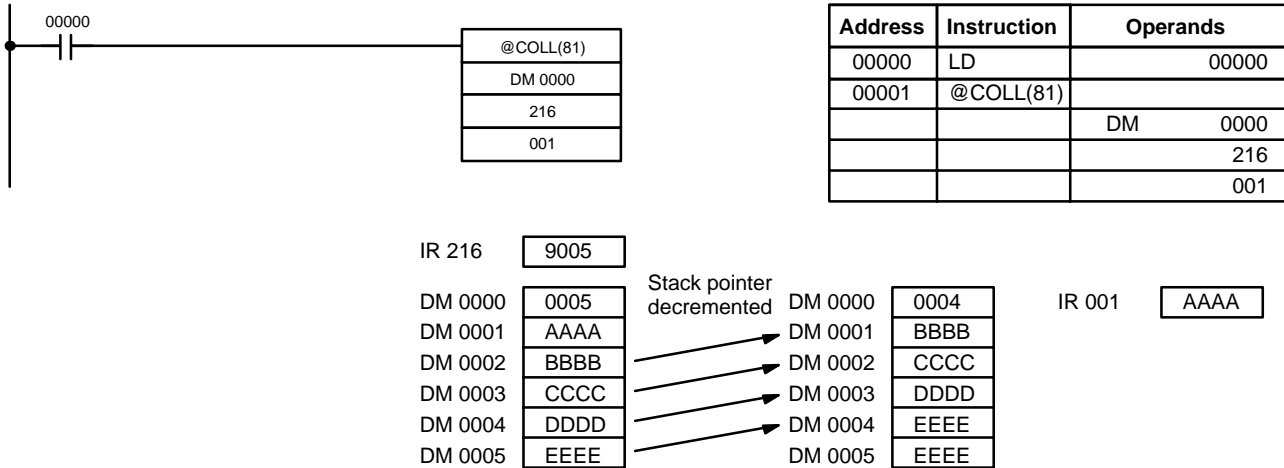 00000
@COLL(81)
DM 0000
216
001
Address Instruction Operands
00000 LD 00000
00001 @COLL(81)
DM 0000
216
001
IR 216 9005
Stack pointer
decremented
DM 0000 0005 DM 0000 0004 IR 001 AAAA
DM 0001 AAAA DM 0001 BBBB
DM 0002 BBBB DM 0002 CCCC
DM 0003 CCCC DM 0003 DDDD
DM 0004 DDDD DM 0004 EEEE
DM 0005 EEEE DM 0005 EEEE